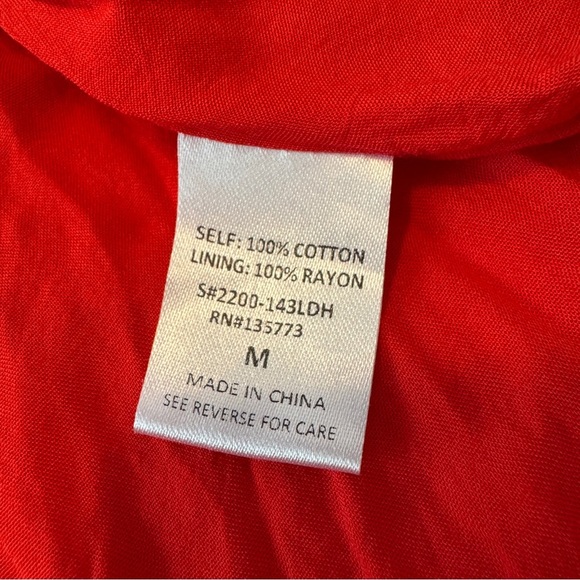 SELF: 100% COTTON
LINING: 100% RAYON
S#2200-143LDH
RN#135773
M
MADE IN CHINA
SEE REVERSE FOR CARE